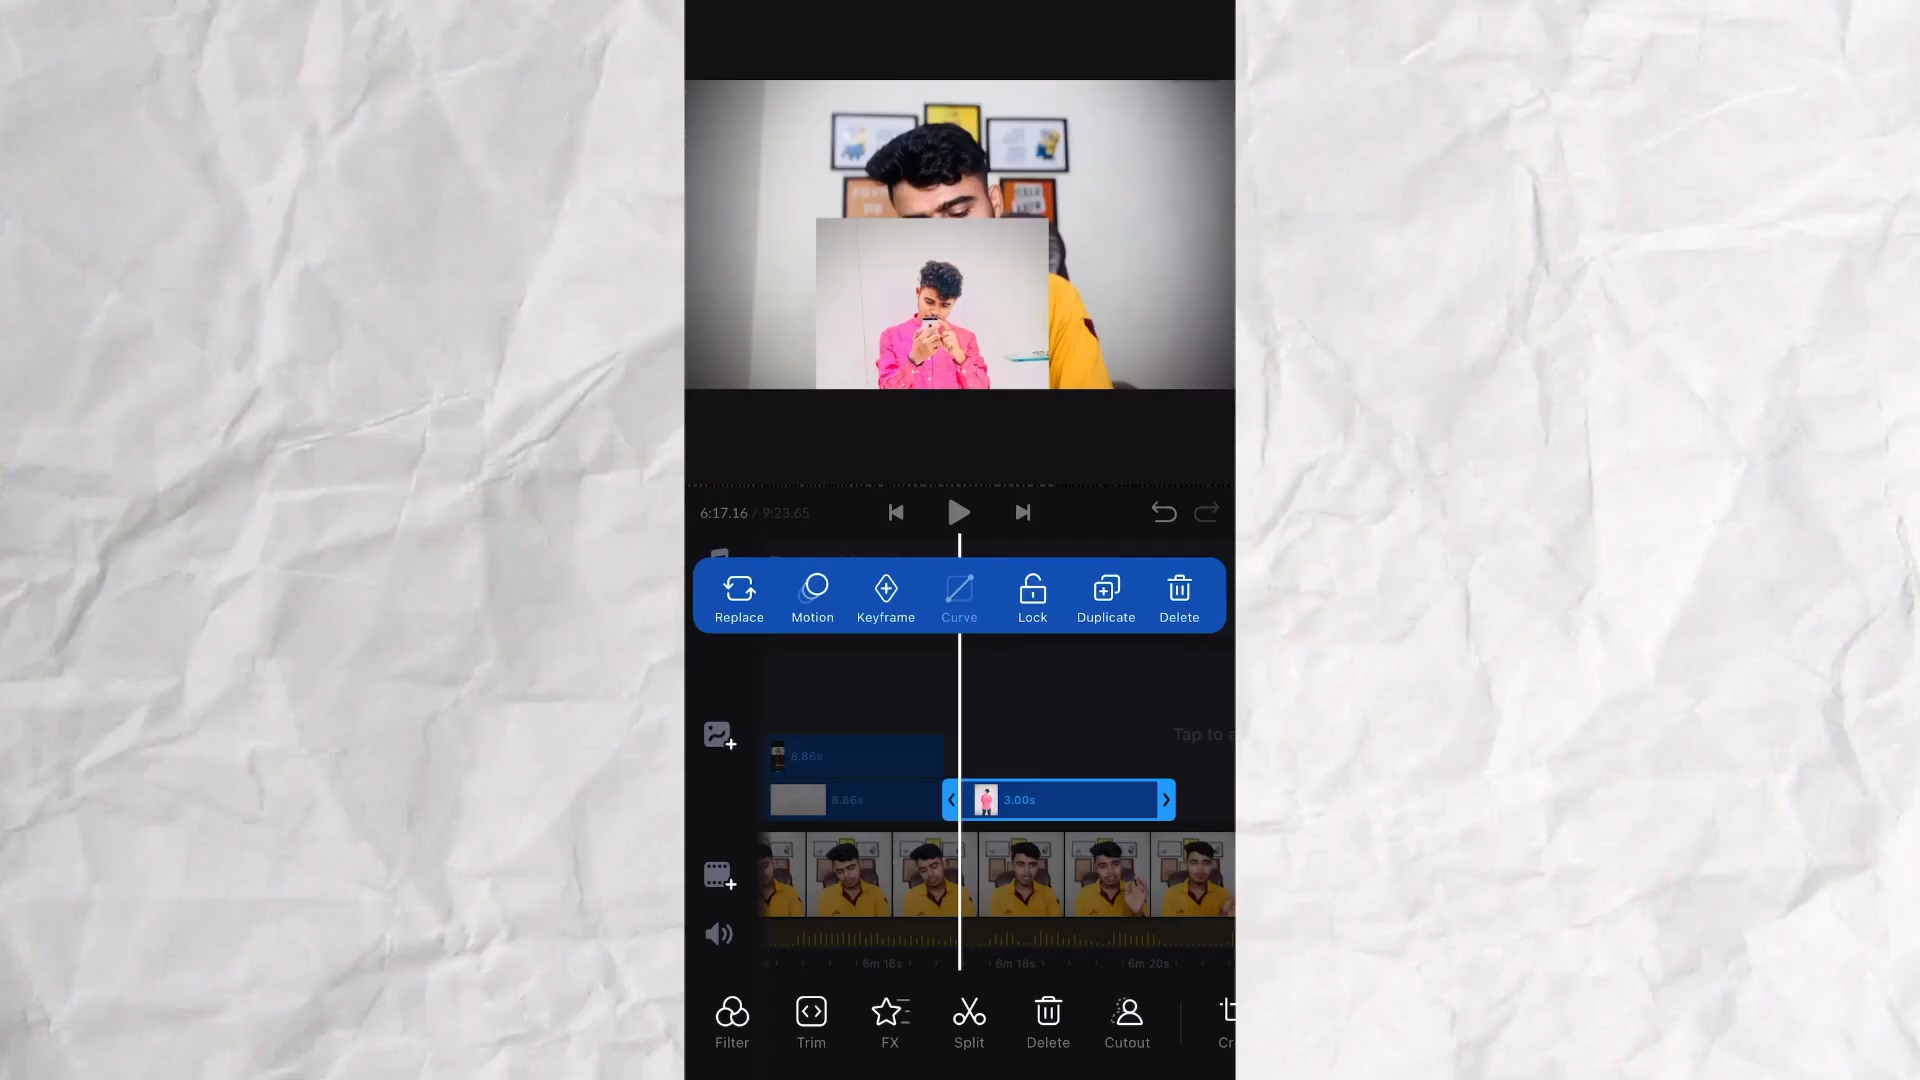 6:17.16 / 9:23.65
Replace Motion Keyframe Curve Lock Duplicate Delete
Tap to a
8.86s
8.86s 3.00s
6m 16s 6m 18s 6m 20s
Filter Trim FX Split Delete Cutout Cr